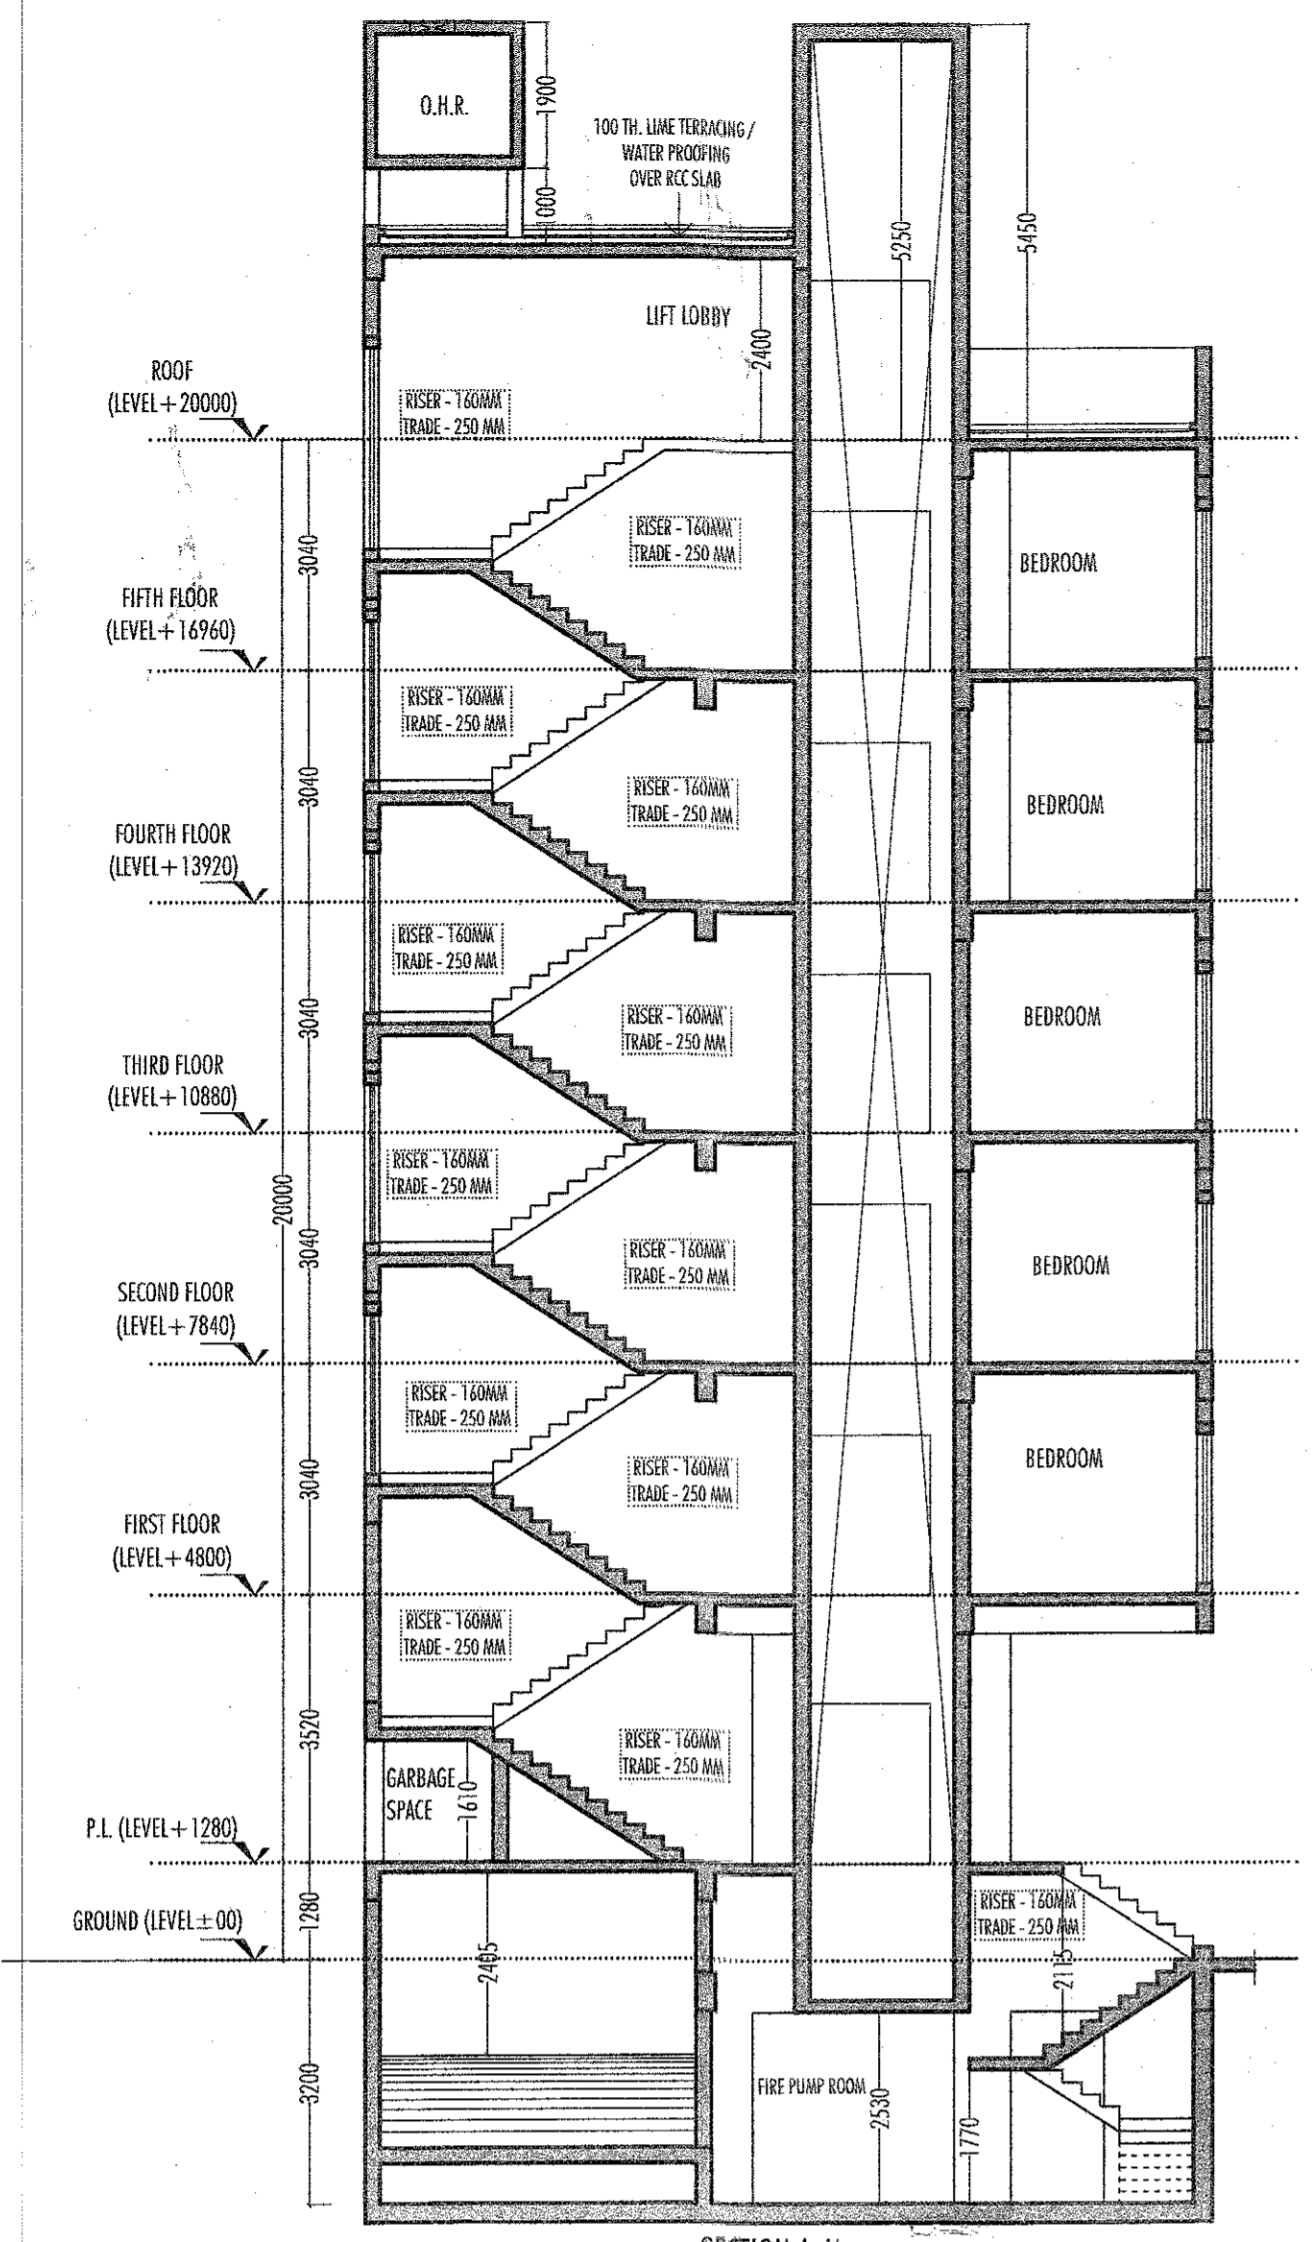 O.H.R.
1900
1000
100 TH. LIME TERRACING/
WATER PROOFING
OVER RCC SLAB
5250
5450
LIFT LOBBY
2400
ROOF
(LEVEL+20000)
RISER - 160MM
TRADE - 250 MM
3040
RISER - 160MM
TRADE - 250 MM
BEDROOM
FIFTH FLOOR
(LEVEL+16960)
RISER - 160MM
TRADE - 250 MM
3040
RISER - 160MM
TRADE - 250 MM
BEDROOM
FOURTH FLOOR
(LEVEL+13920)
RISER - 160MM
TRADE - 250 MM
3040
RISER - 160MM
TRADE - 250 MM
BEDROOM
THIRD FLOOR
(LEVEL+10880)
RISER - 160MM
TRADE - 250 MM
20000
3040
RISER - 160MM
TRADE - 250 MM
BEDROOM
SECOND FLOOR
(LEVEL+7840)
RISER - 160MM
TRADE - 250 MM
3040
RISER - 160MM
TRADE - 250 MM
BEDROOM
FIRST FLOOR
(LEVEL+4800)
RISER - 160MM
TRADE - 250 MM
3520
RISER - 160MM
TRADE - 250 MM
GARBAGE
SPACE
1610
P.L. (LEVEL+1280)
1280
GROUND (LEVEL±00)
2405
RISER - 160MM
TRADE - 250 MM
2115
3200
FIRE PUMP ROOM
2530
1770